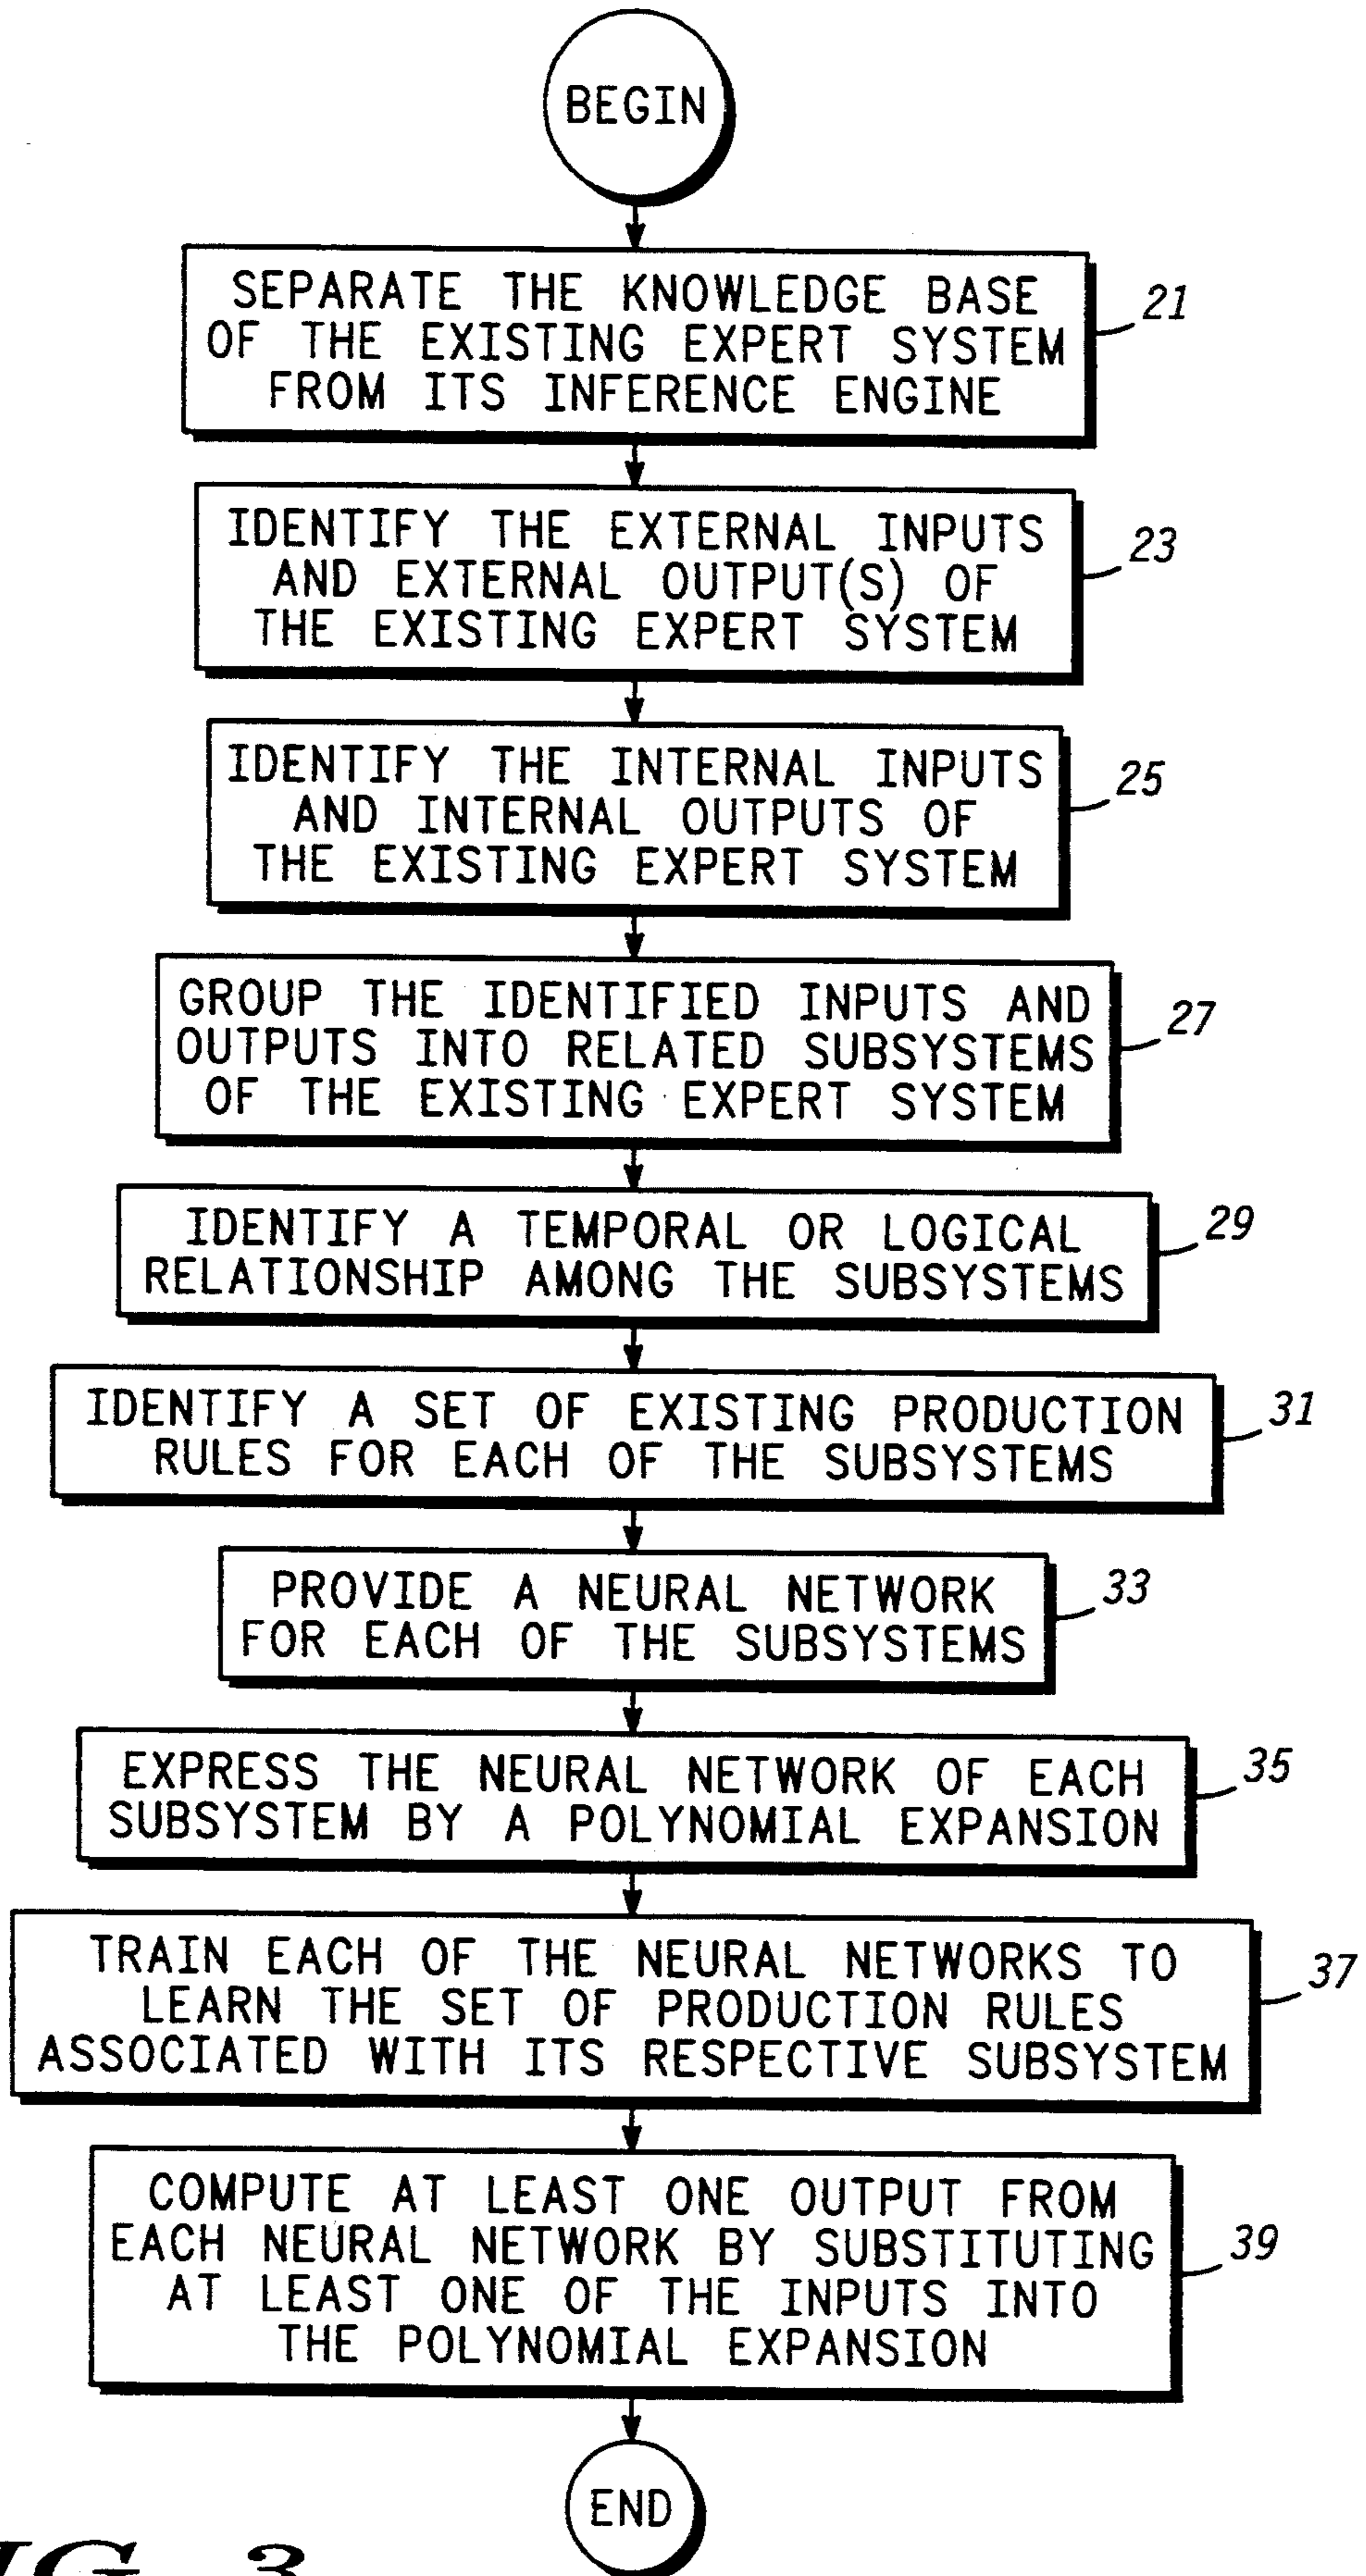 BEGIN
SEPARATE THE KNOWLEDGE BASE
OF THE EXISTING EXPERT SYSTEM
FROM ITS INFERENCE ENGINE
21
IDENTIFY THE EXTERNAL INPUTS
AND EXTERNAL OUTPUT(S) OF
THE EXISTING EXPERT SYSTEM
23
IDENTIFY THE INTERNAL INPUTS
AND INTERNAL OUTPUTS OF
THE EXISTING EXPERT SYSTEM
25
GROUP THE IDENTIFIED INPUTS AND
OUTPUTS INTO RELATED SUBSYSTEMS
OF THE EXISTING EXPERT SYSTEM
27
IDENTIFY A TEMPORAL OR LOGICAL
RELATIONSHIP AMONG THE SUBSYSTEMS
29
IDENTIFY A SET OF EXISTING PRODUCTION
RULES FOR EACH OF THE SUBSYSTEMS
31
PROVIDE A NEURAL NETWORK
FOR EACH OF THE SUBSYSTEMS
33
EXPRESS THE NEURAL NETWORK OF EACH
SUBSYSTEM BY A POLYNOMIAL EXPANSION
35
TRAIN EACH OF THE NEURAL NETWORKS TO
LEARN THE SET OF PRODUCTION RULES
ASSOCIATED WITH ITS RESPECTIVE SUBSYSTEM
37
COMPUTE AT LEAST ONE OUTPUT FROM
EACH NEURAL NETWORK BY SUBSTITUTING
AT LEAST ONE OF THE INPUTS INTO
THE POLYNOMIAL EXPANSION
39
END